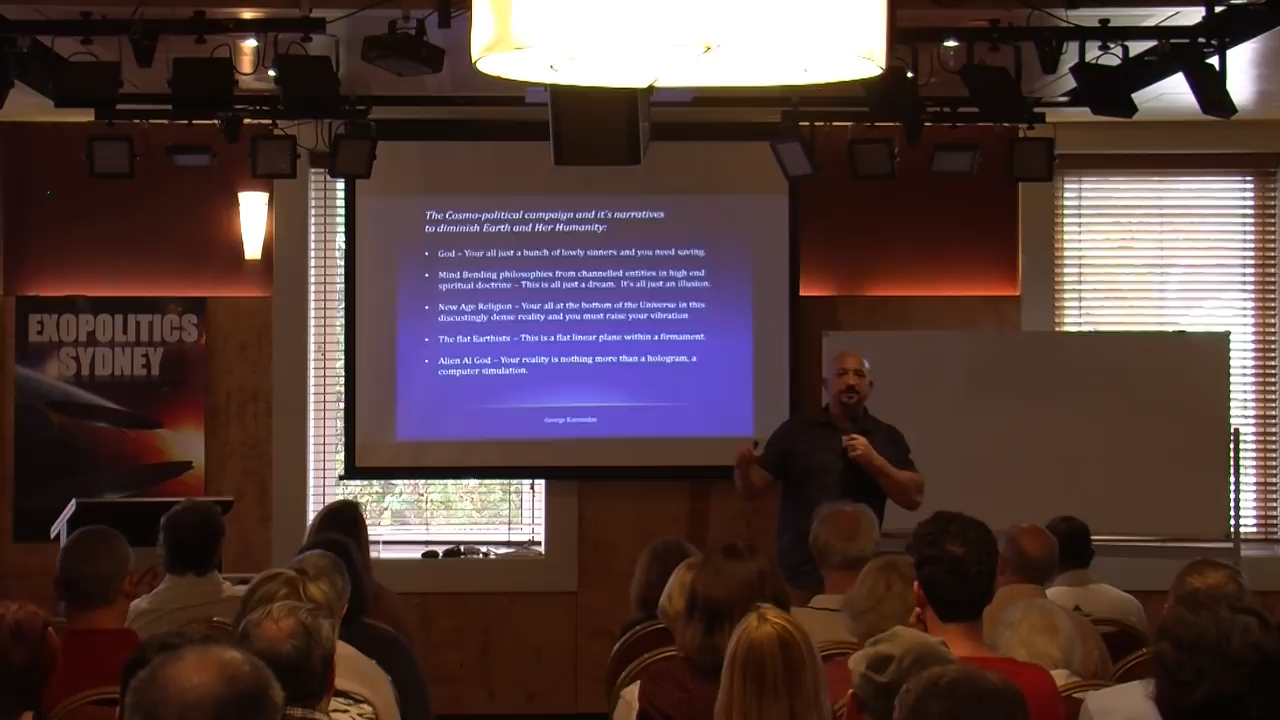 The Cosmo-political campaign and it's narratives
to diminish Earth and Her Humanity:
• God – Your all just a bunch of lowly sinners and you need saving.
• Mind Bending philosophies from channelled entities in high end
spiritual doctrine – This is all just a dream. It's all just an illusion.
• New Age Religion – Your all at the bottom of the Universe in this
discustingly dense reality and you must raise your vibration
• The flat Earthists – This is a flat linear plane within a firmament.
• Alien AI God – Your reality is nothing more than a hologram, a
computer simulation.
George
EXOPOLITICS
SYDNEY